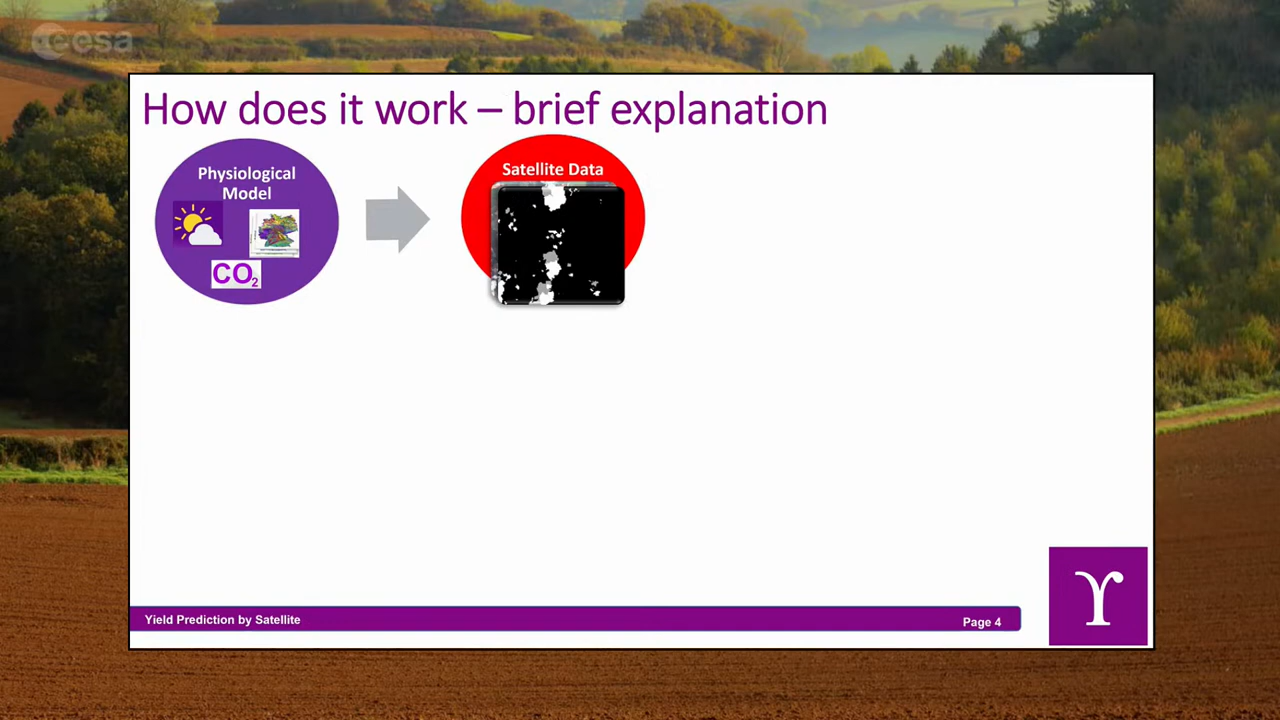 esa
How does it work – brief explanation
Physiological
Model
CO2
Satellite Data
Yield Prediction by Satellite
Page 4